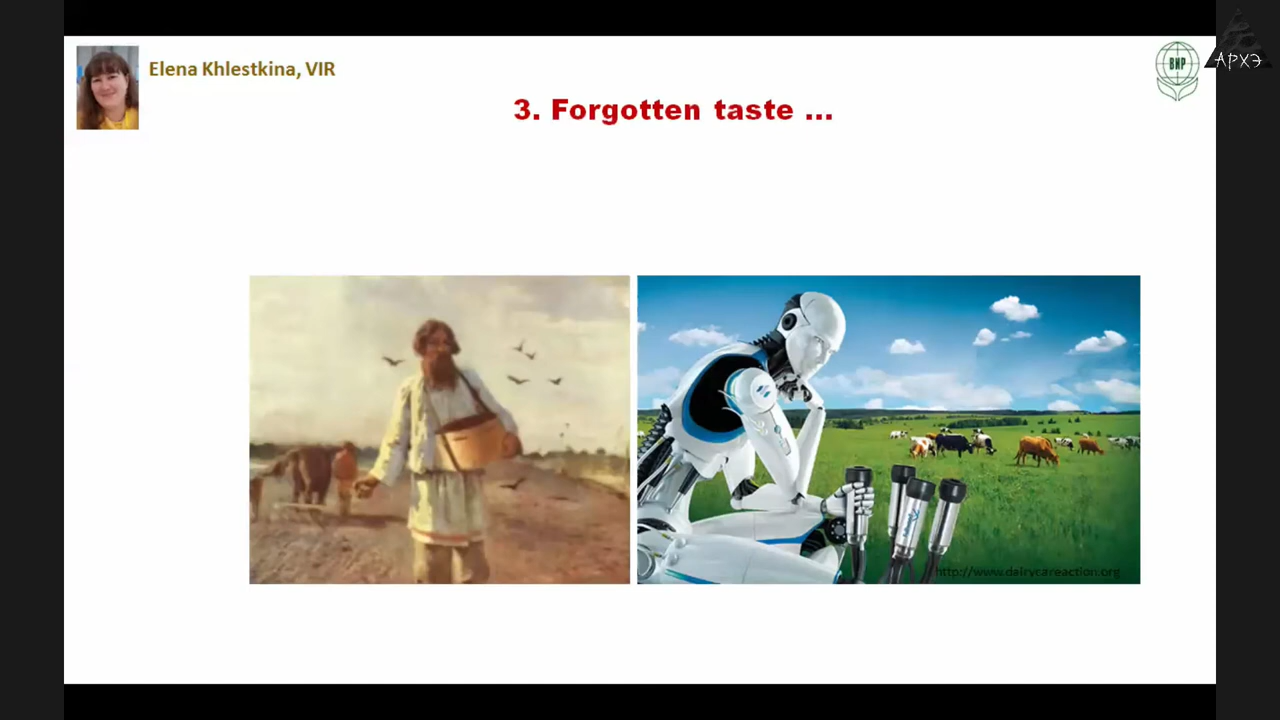 Elena Khlestkina, VIR
ВИР
АРХЭ
3. Forgotten taste ...
http://www.dairycareaction.org